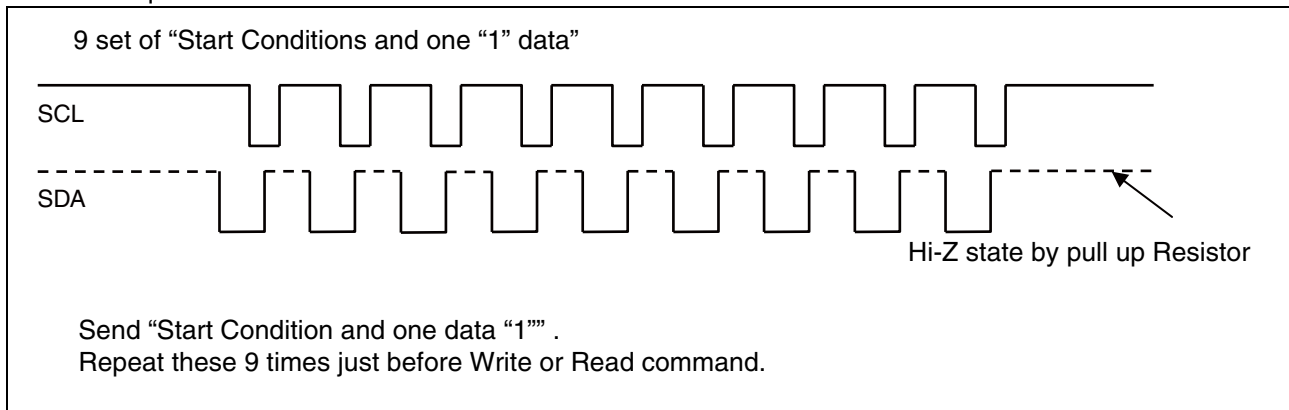 9 set of “Start Conditions and one “1” data”
SCL
SDA
Hi-Z state by pull up Resistor
Send “Start Condition and one data “1”” .
Repeat these 9 times just before Write or Read command.